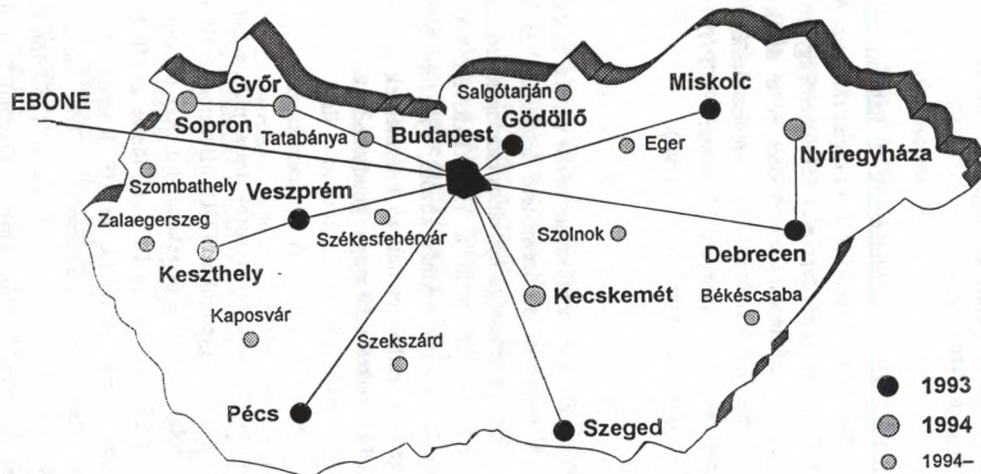 EBONE
Sopron
Győr
Tatabánya
Budapest
Gödöllő
Salgótarján
Miskolc
Eger
Nyíregyháza
Szombathely
Veszprém
Zalaegerszeg
Székesfehérvár
Szolnok
Debrecen
Keszthely
Kecskemét
Békéscsaba
Kaposvár
Szekszárd
Pécs
Szeged
1993
1994
1994–